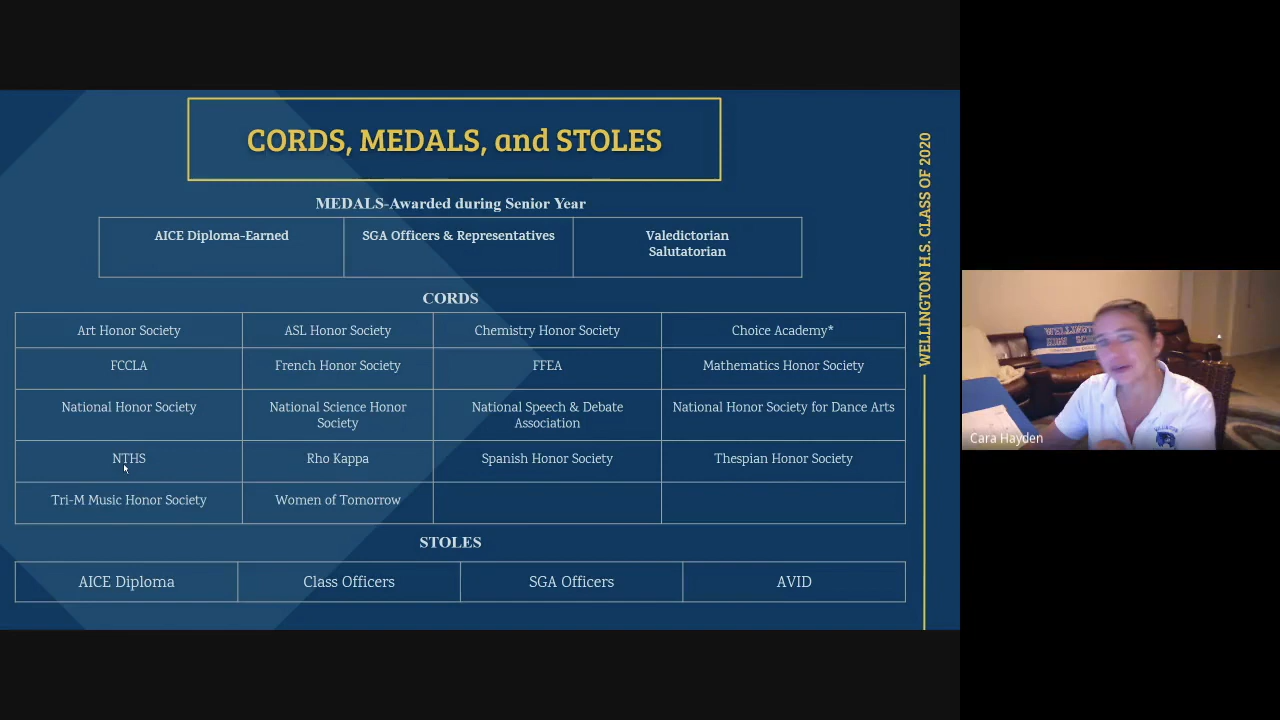 CORDS, MEDALS, and STOLES
MEDALS-Awarded during Senior Year
AICE Diploma-Earned
SGA Officers & Representatives
Valedictorian
Salutatorian
CORDS
Art Honor Society
ASL Honor Society
Chemistry Honor Society
Choice Academy*
FCCLA
French Honor Society
FFEA
Mathematics Honor Society
National Honor Society
National Science Honor
Society
National Speech & Debate
Association
National Honor Society for Dance Arts
NTHS
Rho Kappa
Spanish Honor Society
Thespian Honor Society
Tri-M Music Honor Society
Women of Tomorrow
STOLES
AICE Diploma
Class Officers
SGA Officers
AVID
WELLINGTON H.S. CLASS OF 2020
WELLINGTON
HIGH SCHOOL
Cara Hayden